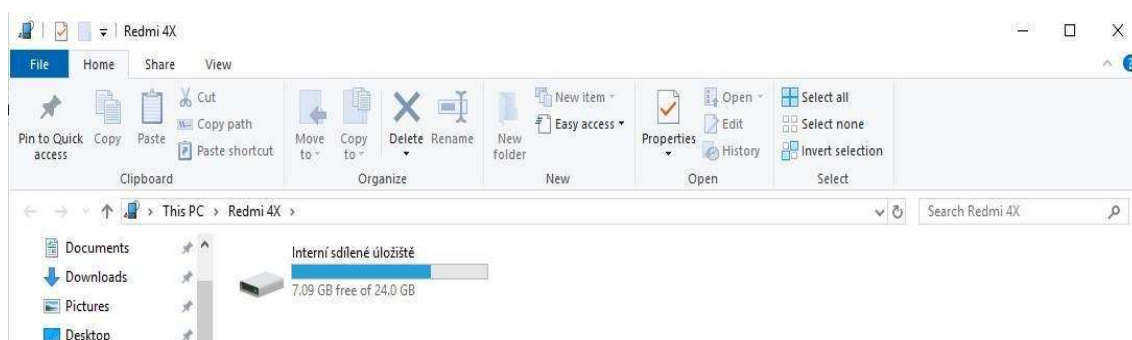 Redmi 4X
File Home Share View
Pin to Quick access
Copy
Paste
Cut
Copy path
Paste shortcut
Clipboard
Move to
Copy to
Delete
Rename
Organize
New folder
New item
Easy access
New
Properties
Open
Edit
History
Open
Select all
Select none
Invert selection
Select
This PC > Redmi 4X >
Search Redmi 4X
Documents
Downloads
Pictures
Desktop
Interní sdílené úložiště
7.09 GB free of 24.0 GB